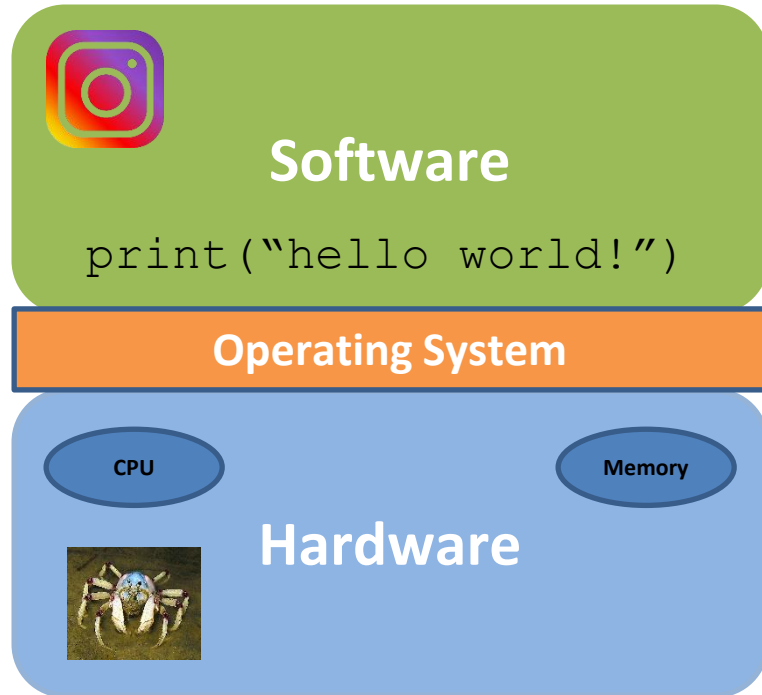 Software
print(“hello world!”)
Operating System
CPU
Memory
Hardware